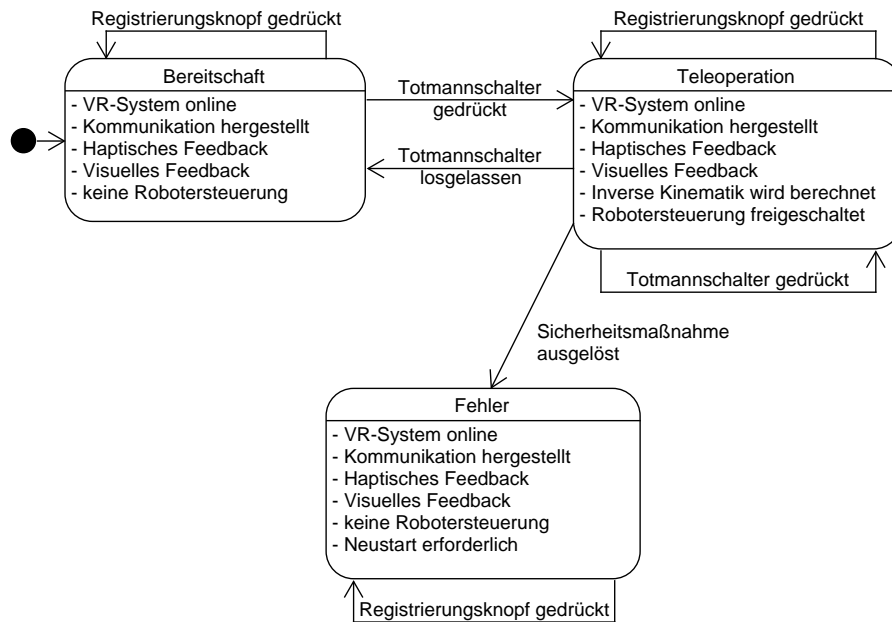 Registrierungsknopf gedrückt
Bereitschaft
- VR-System online
- Kommunikation hergestellt
- Haptisches Feedback
- Visuelles Feedback
- keine Robotersteuerung
Totmannschalter
gedrückt
Totmannschalter
losgelassen
Registrierungsknopf gedrückt
Teleoperation
- VR-System online
- Kommunikation hergestellt
- Haptisches Feedback
- Visuelles Feedback
- Inverse Kinematik wird berechnet
- Robotersteuerung freigeschaltet
Totmannschalter gedrückt
Sicherheitsmaßnahme
ausgelöst
Fehler
- VR-System online
- Kommunikation hergestellt
- Haptisches Feedback
- Visuelles Feedback
- keine Robotersteuerung
- Neustart erforderlich
Registrierungsknopf gedrückt